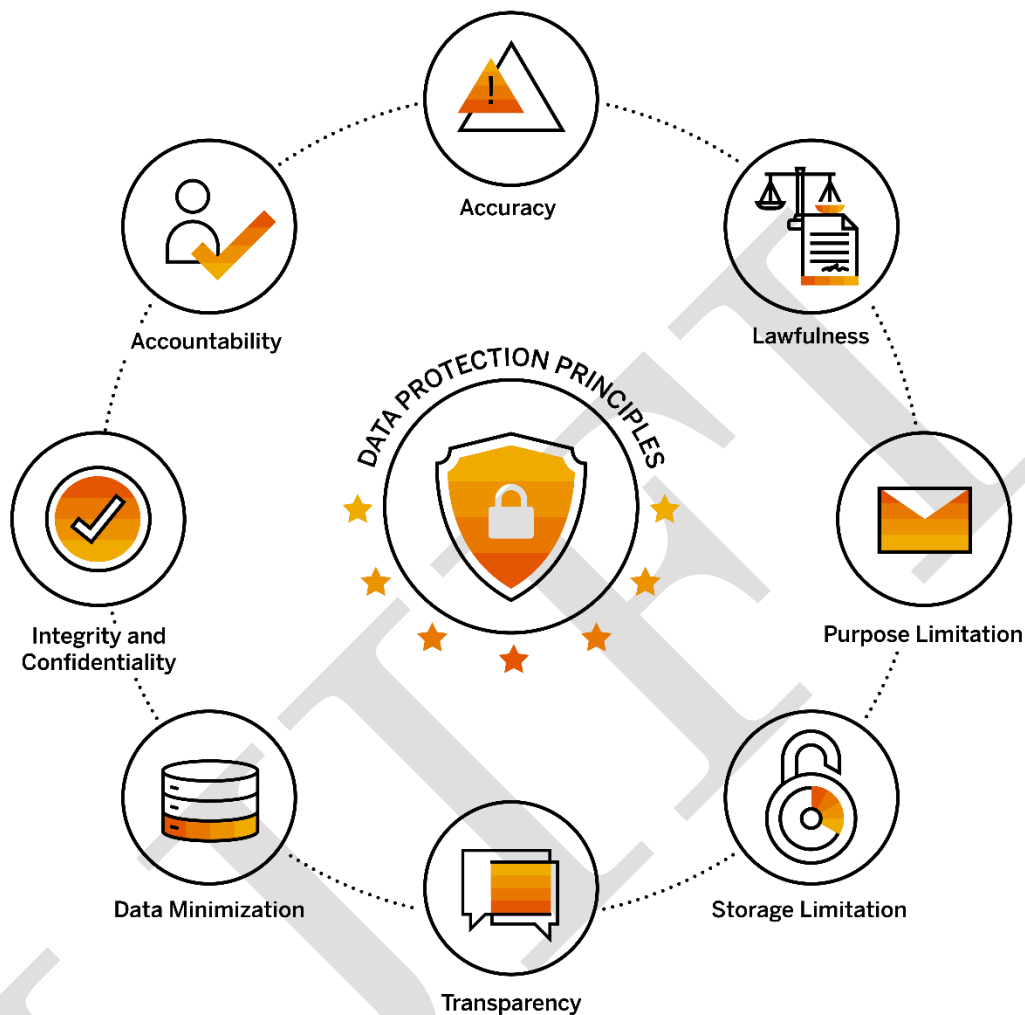 Accuracy
Lawfulness
Accountability
DATA PROTECTION PRINCIPLES
Purpose Limitation
Integrity and
Confidentiality
Storage Limitation
Data Minimization
Transparency